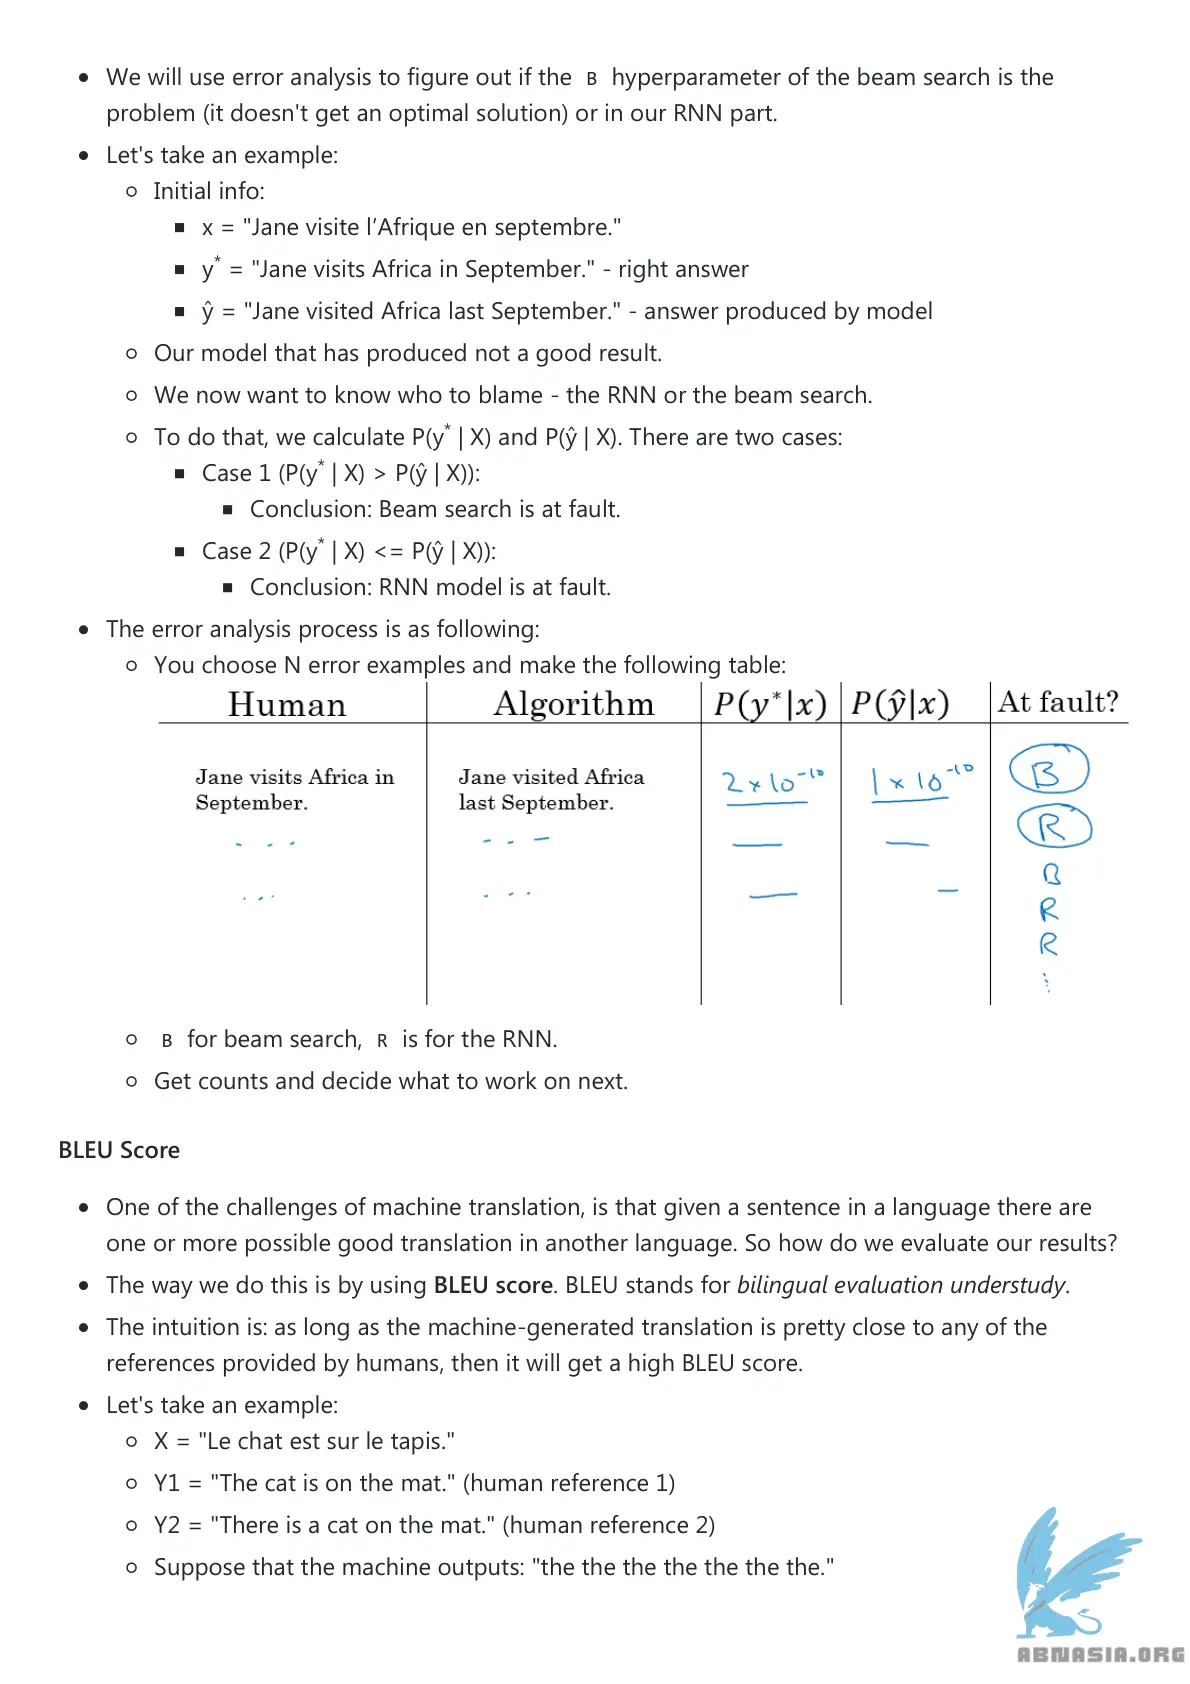 We will use error analysis to figure out if the B hyperparameter of the beam search is the
problem (it doesn't get an optimal solution) or in our RNN part.
Let's take an example:
Initial info:
x = "Jane visite l’Afrique en septembre."
y* = "Jane visits Africa in September." - right answer
ŷ = "Jane visited Africa last September." - answer produced by model
Our model that has produced not a good result.
We now want to know who to blame - the RNN or the beam search.
To do that, we calculate P(y* | X) and P(ŷ | X). There are two cases:
Case 1 (P(y* | X) > P(ŷ | X)):
Conclusion: Beam search is at fault.
Case 2 (P(y* | X) <= P(ŷ | X)):
Conclusion: RNN model is at fault.
The error analysis process is as following:
You choose N error examples and make the following table:
Human Algorithm P(y*|x) P(ŷ|x) At fault?
Jane visits Africa in Jane visited Africa 2 x 10⁻¹⁰ 1 x 10⁻¹⁰ B
September. last September.
... ... R
... ... B
R
R
⋮
B for beam search, R is for the RNN.
Get counts and decide what to work on next.
BLEU Score
One of the challenges of machine translation, is that given a sentence in a language there are
one or more possible good translation in another language. So how do we evaluate our results?
The way we do this is by using BLEU score. BLEU stands for bilingual evaluation understudy.
The intuition is: as long as the machine-generated translation is pretty close to any of the
references provided by humans, then it will get a high BLEU score.
Let's take an example:
X = "Le chat est sur le tapis."
Y1 = "The cat is on the mat." (human reference 1)
Y2 = "There is a cat on the mat." (human reference 2)
Suppose that the machine outputs: "the the the the the the the."
ABNASIA.ORG